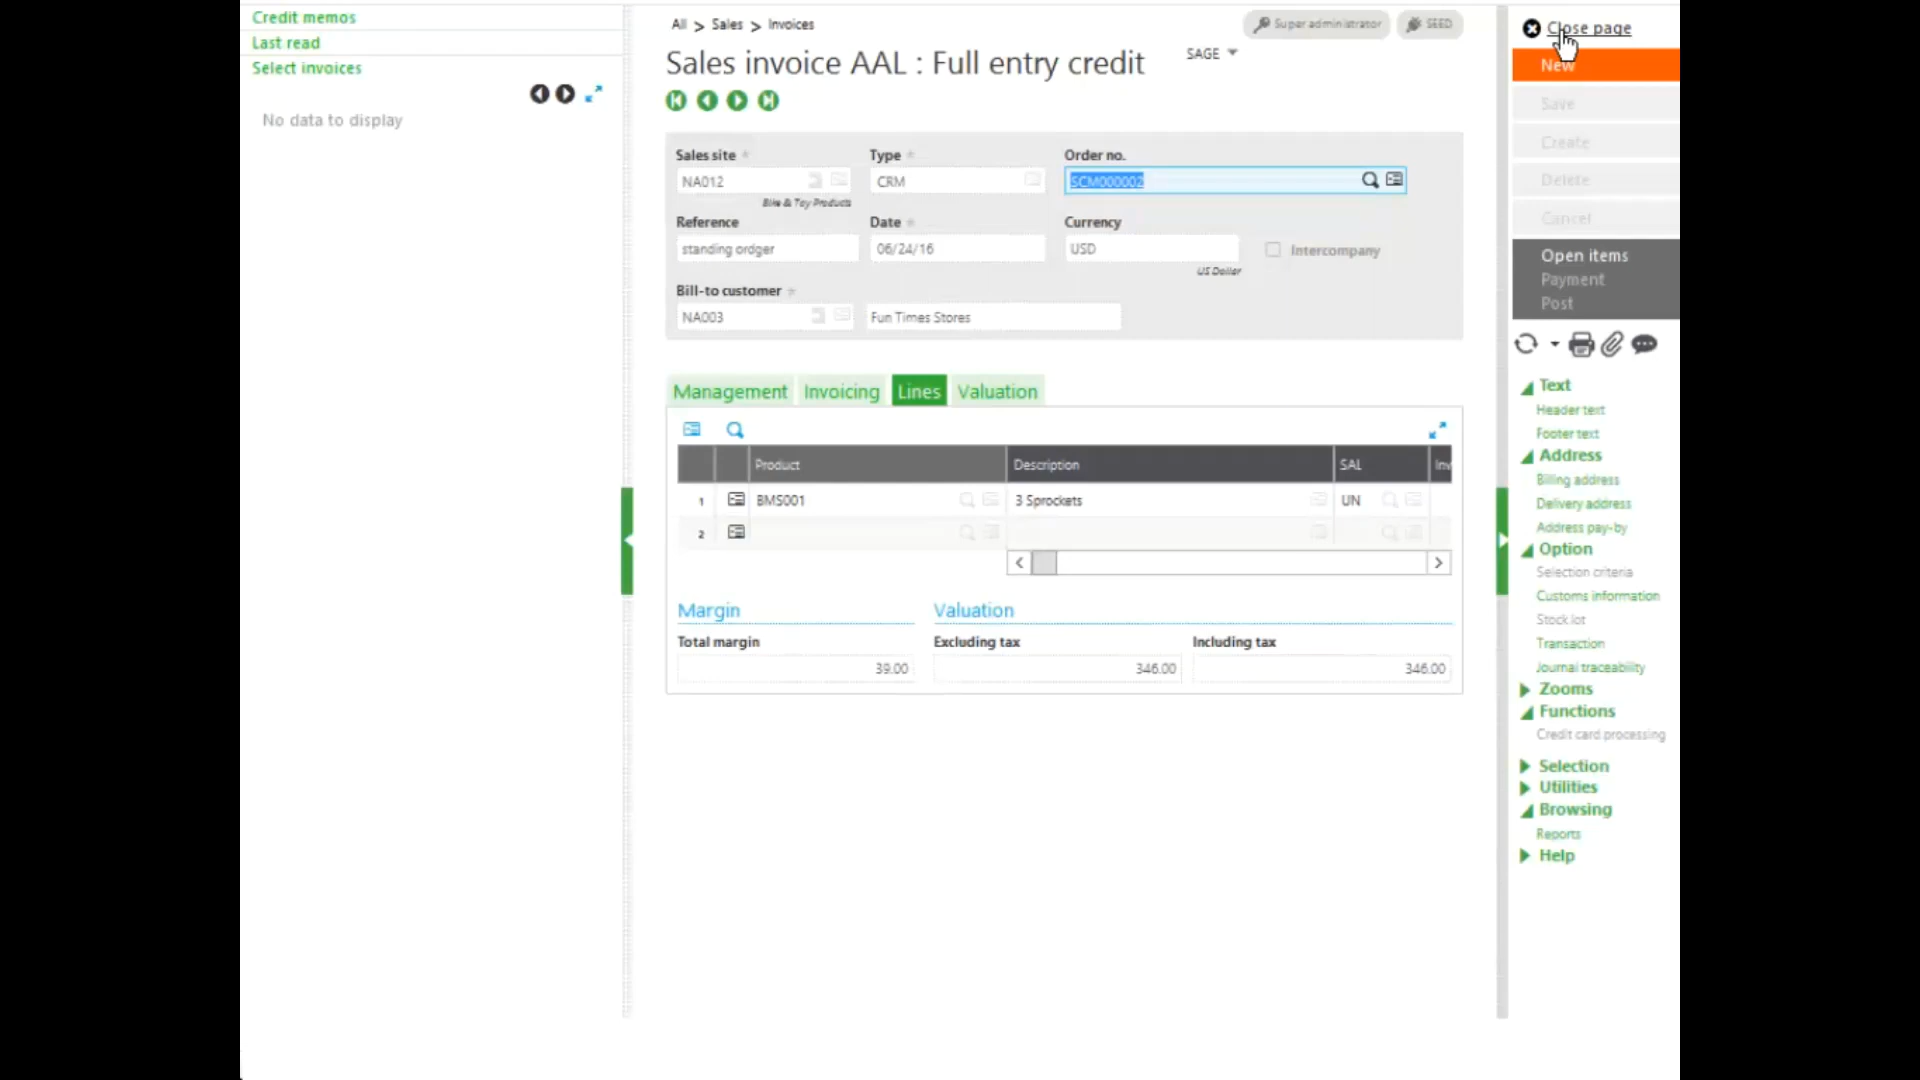 Credit memos
Last read
Select invoices
No data to display
All > Sales > Invoices
Super administrator
SEED
Sales invoice AAL : Full entry credit
SAGE
Sales site *
Type *
Order no.
NA012
CRM
SCM000002
Bike & Toy Products
Reference
Date *
Currency
standing ordger
06/24/16
USD
Intercompany
US Dollar
Bill-to customer *
NA003
Fun Times Stores
Management
Invoicing
Lines
Valuation
Product
Description
SAL
Inv
1
BMS001
3 Sprockets
UN
2
Margin
Valuation
Total margin
Excluding tax
Including tax
39.00
346.00
346.00
Close page
New
Save
Create
Delete
Cancel
Open items
Payment
Post
Text
Header text
Footer text
Address
Billing address
Delivery address
Address pay-by
Option
Selection criteria
Customs information
Stock lot
Transaction
Journal traceability
Zooms
Functions
Credit card processing
Selection
Utilities
Browsing
Reports
Help